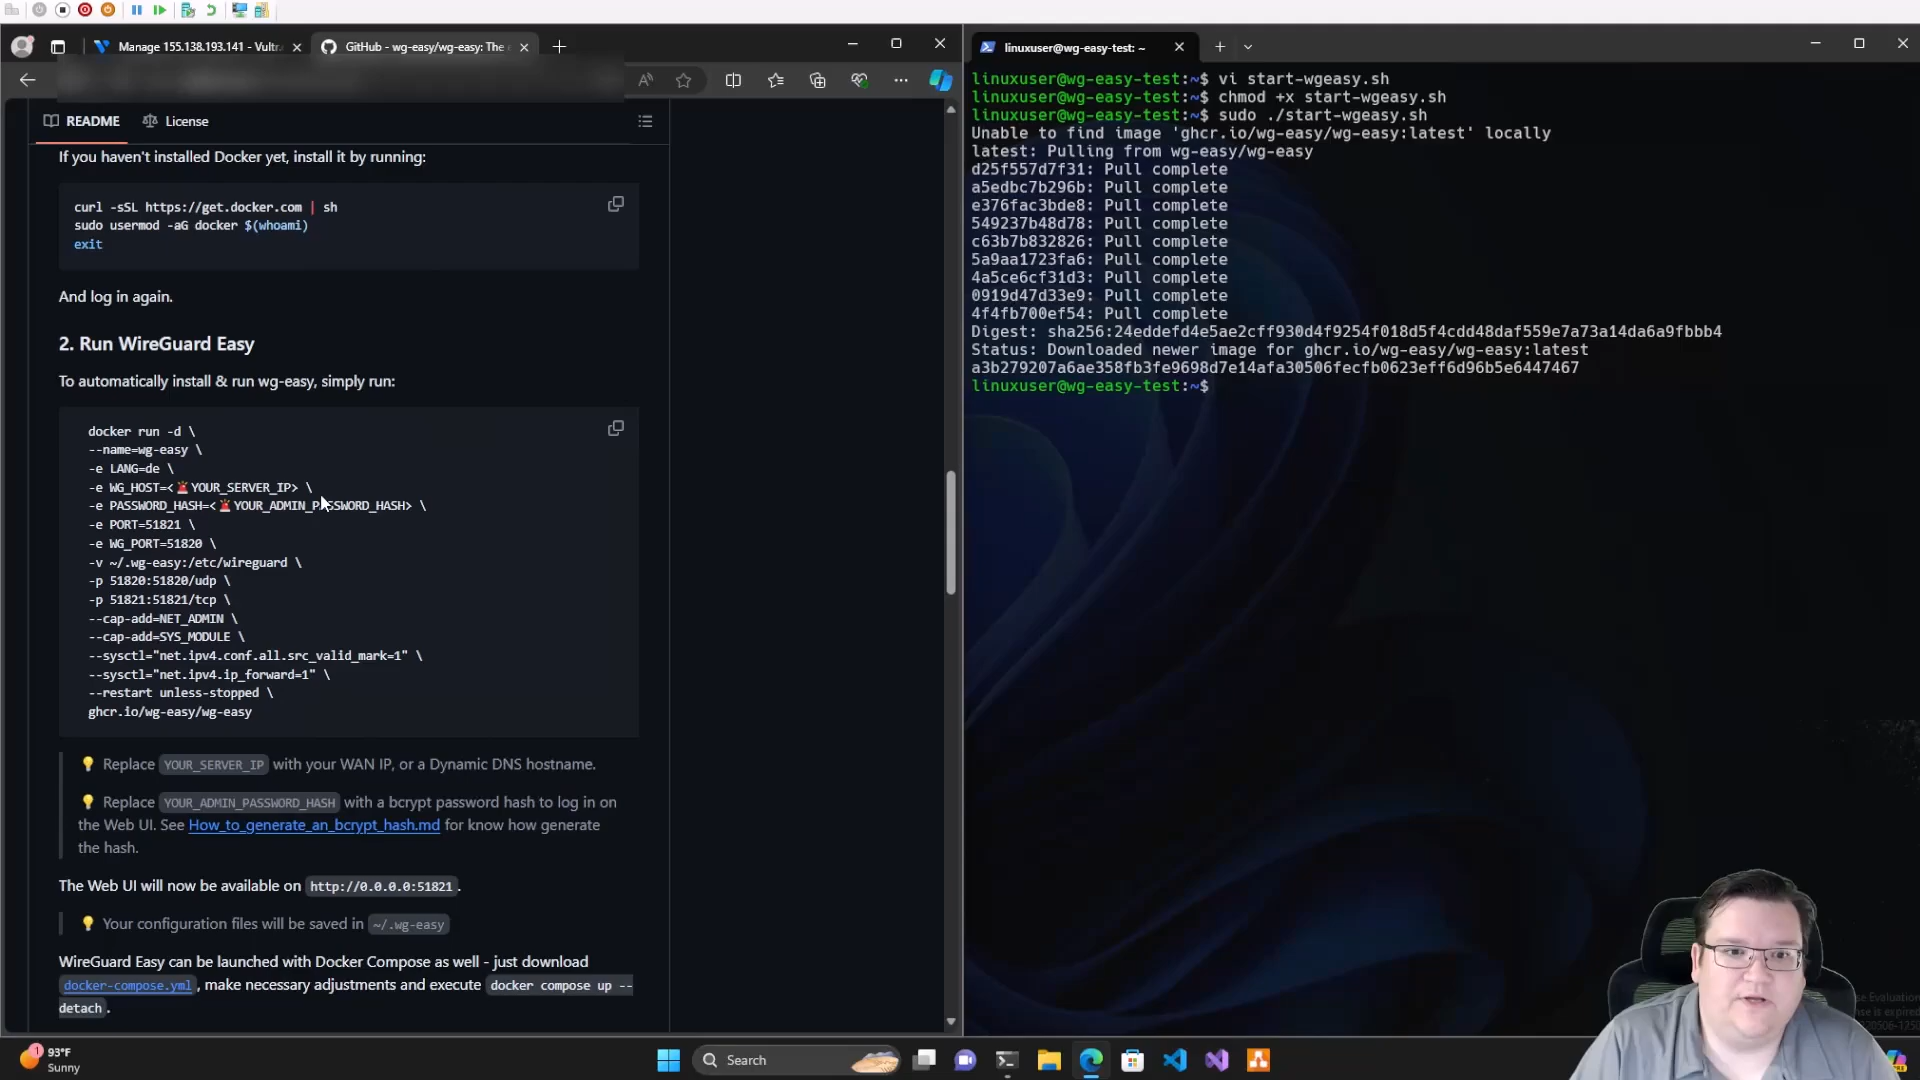 Manage 155.138.193.141 - Vultr
GitHub - wg-easy/wg-easy: The e
README
License
If you haven't installed Docker yet, install it by running:
curl -sSL https://get.docker.com | sh
sudo usermod -aG docker $(whoami)
exit
And log in again.
2. Run WireGuard Easy
To automatically install & run wg-easy, simply run:
docker run -d \
--name=wg-easy \
-e LANG=de \
-e WG_HOST=<🚨YOUR_SERVER_IP> \
-e PASSWORD_HASH=<🚨YOUR_ADMIN_PASSWORD_HASH> \
-e PORT=51821 \
-e WG_PORT=51820 \
-v ~/.wg-easy:/etc/wireguard \
-p 51820:51820/udp \
-p 51821:51821/tcp \
--cap-add=NET_ADMIN \
--cap-add=SYS_MODULE \
--sysctl="net.ipv4.conf.all.src_valid_mark=1" \
--sysctl="net.ipv4.ip_forward=1" \
--restart unless-stopped \
ghcr.io/wg-easy/wg-easy
💡 Replace YOUR_SERVER_IP with your WAN IP, or a Dynamic DNS hostname.
💡 Replace YOUR_ADMIN_PASSWORD_HASH with a bcrypt password hash to log in on
the Web UI. See How_to_generate_an_bcrypt_hash.md for know how generate
the hash.
The Web UI will now be available on http://0.0.0.0:51821.
💡 Your configuration files will be saved in ~/.wg-easy
WireGuard Easy can be launched with Docker Compose as well - just download
docker-compose.yml, make necessary adjustments and execute docker compose up --
detach.
linuxuser@wg-easy-test: ~
linuxuser@wg-easy-test:~$ vi start-wgeasy.sh
linuxuser@wg-easy-test:~$ chmod +x start-wgeasy.sh
linuxuser@wg-easy-test:~$ sudo ./start-wgeasy.sh
Unable to find image 'ghcr.io/wg-easy/wg-easy:latest' locally
latest: Pulling from wg-easy/wg-easy
d25f557d7f31: Pull complete
a5edbc7b296b: Pull complete
e376fac3bde8: Pull complete
549237b48d78: Pull complete
c63b7b832826: Pull complete
5a9aa1723fa6: Pull complete
4a5ce6cf31d3: Pull complete
0919d47d33e9: Pull complete
4f4fb700ef54: Pull complete
Digest: sha256:24eddefd4e5ae2cff930d4f9254f018d5f4cdd48daf559e7a73a14da6a9fbbb4
Status: Downloaded newer image for ghcr.io/wg-easy/wg-easy:latest
a3b279207a6ae358fb3fe9698d7e14afa30506fecfb0623eff6d96b5e6447467
linuxuser@wg-easy-test:~$
1
93°F
Sunny
Search